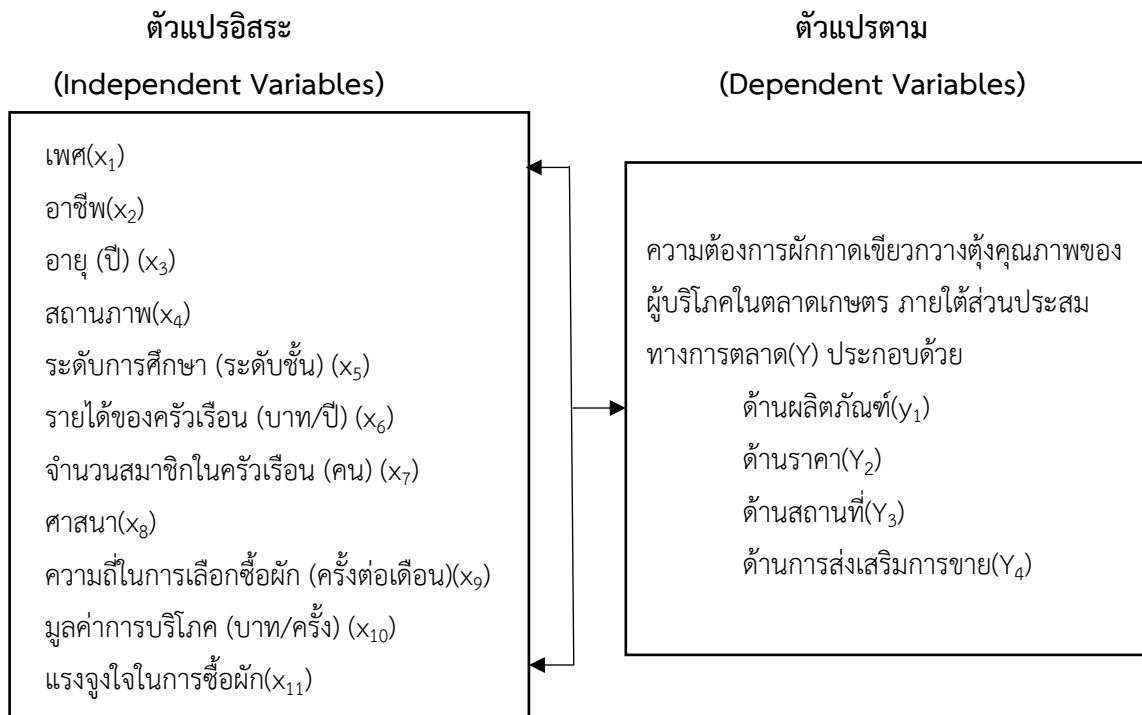 ตัวแปรอิสระ
(Independent Variables)
เพศ(x₁)
อาชีพ(x₂)
อายุ (ปี) (x₃)
สถานภาพ(x₄)
ระดับการศึกษา (ระดับชั้น) (x₅)
รายได้ของครัวเรือน (บาท/ปี) (x₆)
จำนวนสมาชิกในครัวเรือน (คน) (x₇)
ศาสนา(x₈)
ความถี่ในการเลือกซื้อผัก (ครั้งต่อเดือน)(x₉)
มูลค่าการบริโภค (บาท/ครั้ง) (x₁₀)
แรงจูงใจในการซื้อผัก(x₁₁)
ตัวแปรตาม
(Dependent Variables)
ความต้องการผักกาดเขียวกวางตุ้งคุณภาพของ
ผู้บริโภคในตลาดเกษตร ภายใต้ส่วนประสม
ทางการตลาด(Y) ประกอบด้วย
ด้านผลิตภัณฑ์(y₁)
ด้านราคา(Y₂)
ด้านสถานที่(Y₃)
ด้านการส่งเสริมการขาย(Y₄)